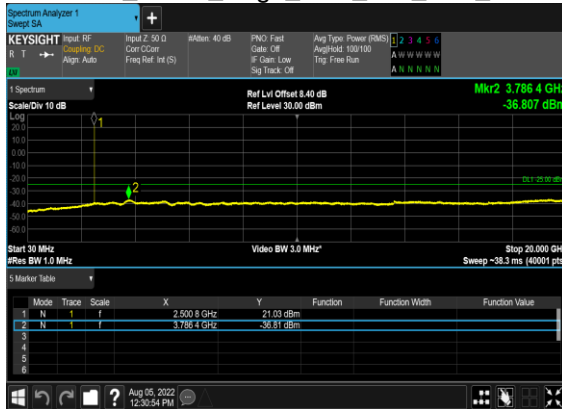 Spectrum Analyzer 1
Swept SA
+
KEYSIGHT
R T
LXI
Input: RF
Coupling: DC
Align: Auto
Input Z: 50 Ω
Corr CCorr
Freq Ref: Int (S)
#Atten: 40 dB
PNO: Fast
Gate: Off
IF Gain: Low
Sig Track: Off
Avg Type: Power (RMS)
Avg|Hold: 100/100
Trig: Free Run
1 2 3 4 5 6
A W W W W W
A N N N N N
1 Spectrum
Scale/Div 10 dB
Ref Lvl Offset 8.40 dB
Ref Level 30.00 dBm
Mkr2 3.786 4 GHz
-36.807 dBm
Log
20.0
10.0
0.00
-10.0
-20.0
-30.0
-40.0
-50.0
-60.0
1
2
DL1 -25.00 dBm
Start 30 MHz
#Res BW 1.0 MHz
Video BW 3.0 MHz*
Stop 20.000 GHz
Sweep ~38.3 ms (40001 pts)
5 Marker Table
Mode Trace Scale X Y Function Function Width Function Value
1 N 1 f 2.500 8 GHz 21.03 dBm
2 N 1 f 3.786 4 GHz -36.81 dBm
3
4
5
6
?
Aug 05, 2022
12:30:54 PM